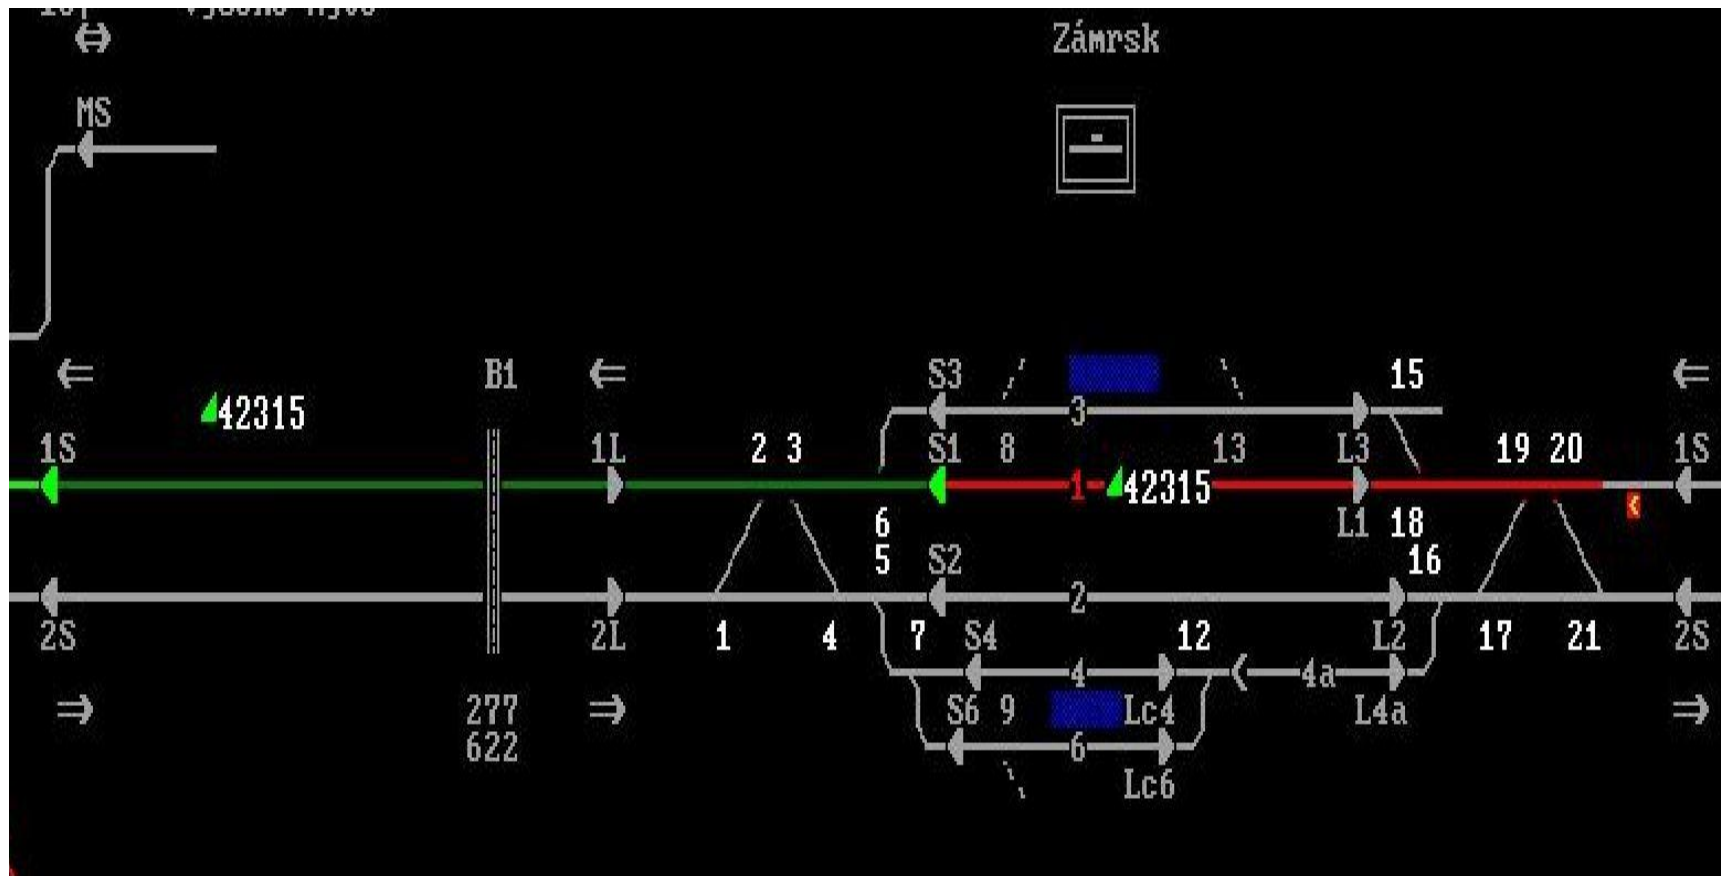 Zámrsk
MS
B1 S3 15
42315 3
1S 1L 2 3 S1 8 13 L3 19 20 1S
1 42315
6 L1 18
5 S2 16
2
2S 2L 1 4 7 S4 12 L2 17 21 2S
4 4a
277 S6 9 Lc4 L4a
622 6
Lc6